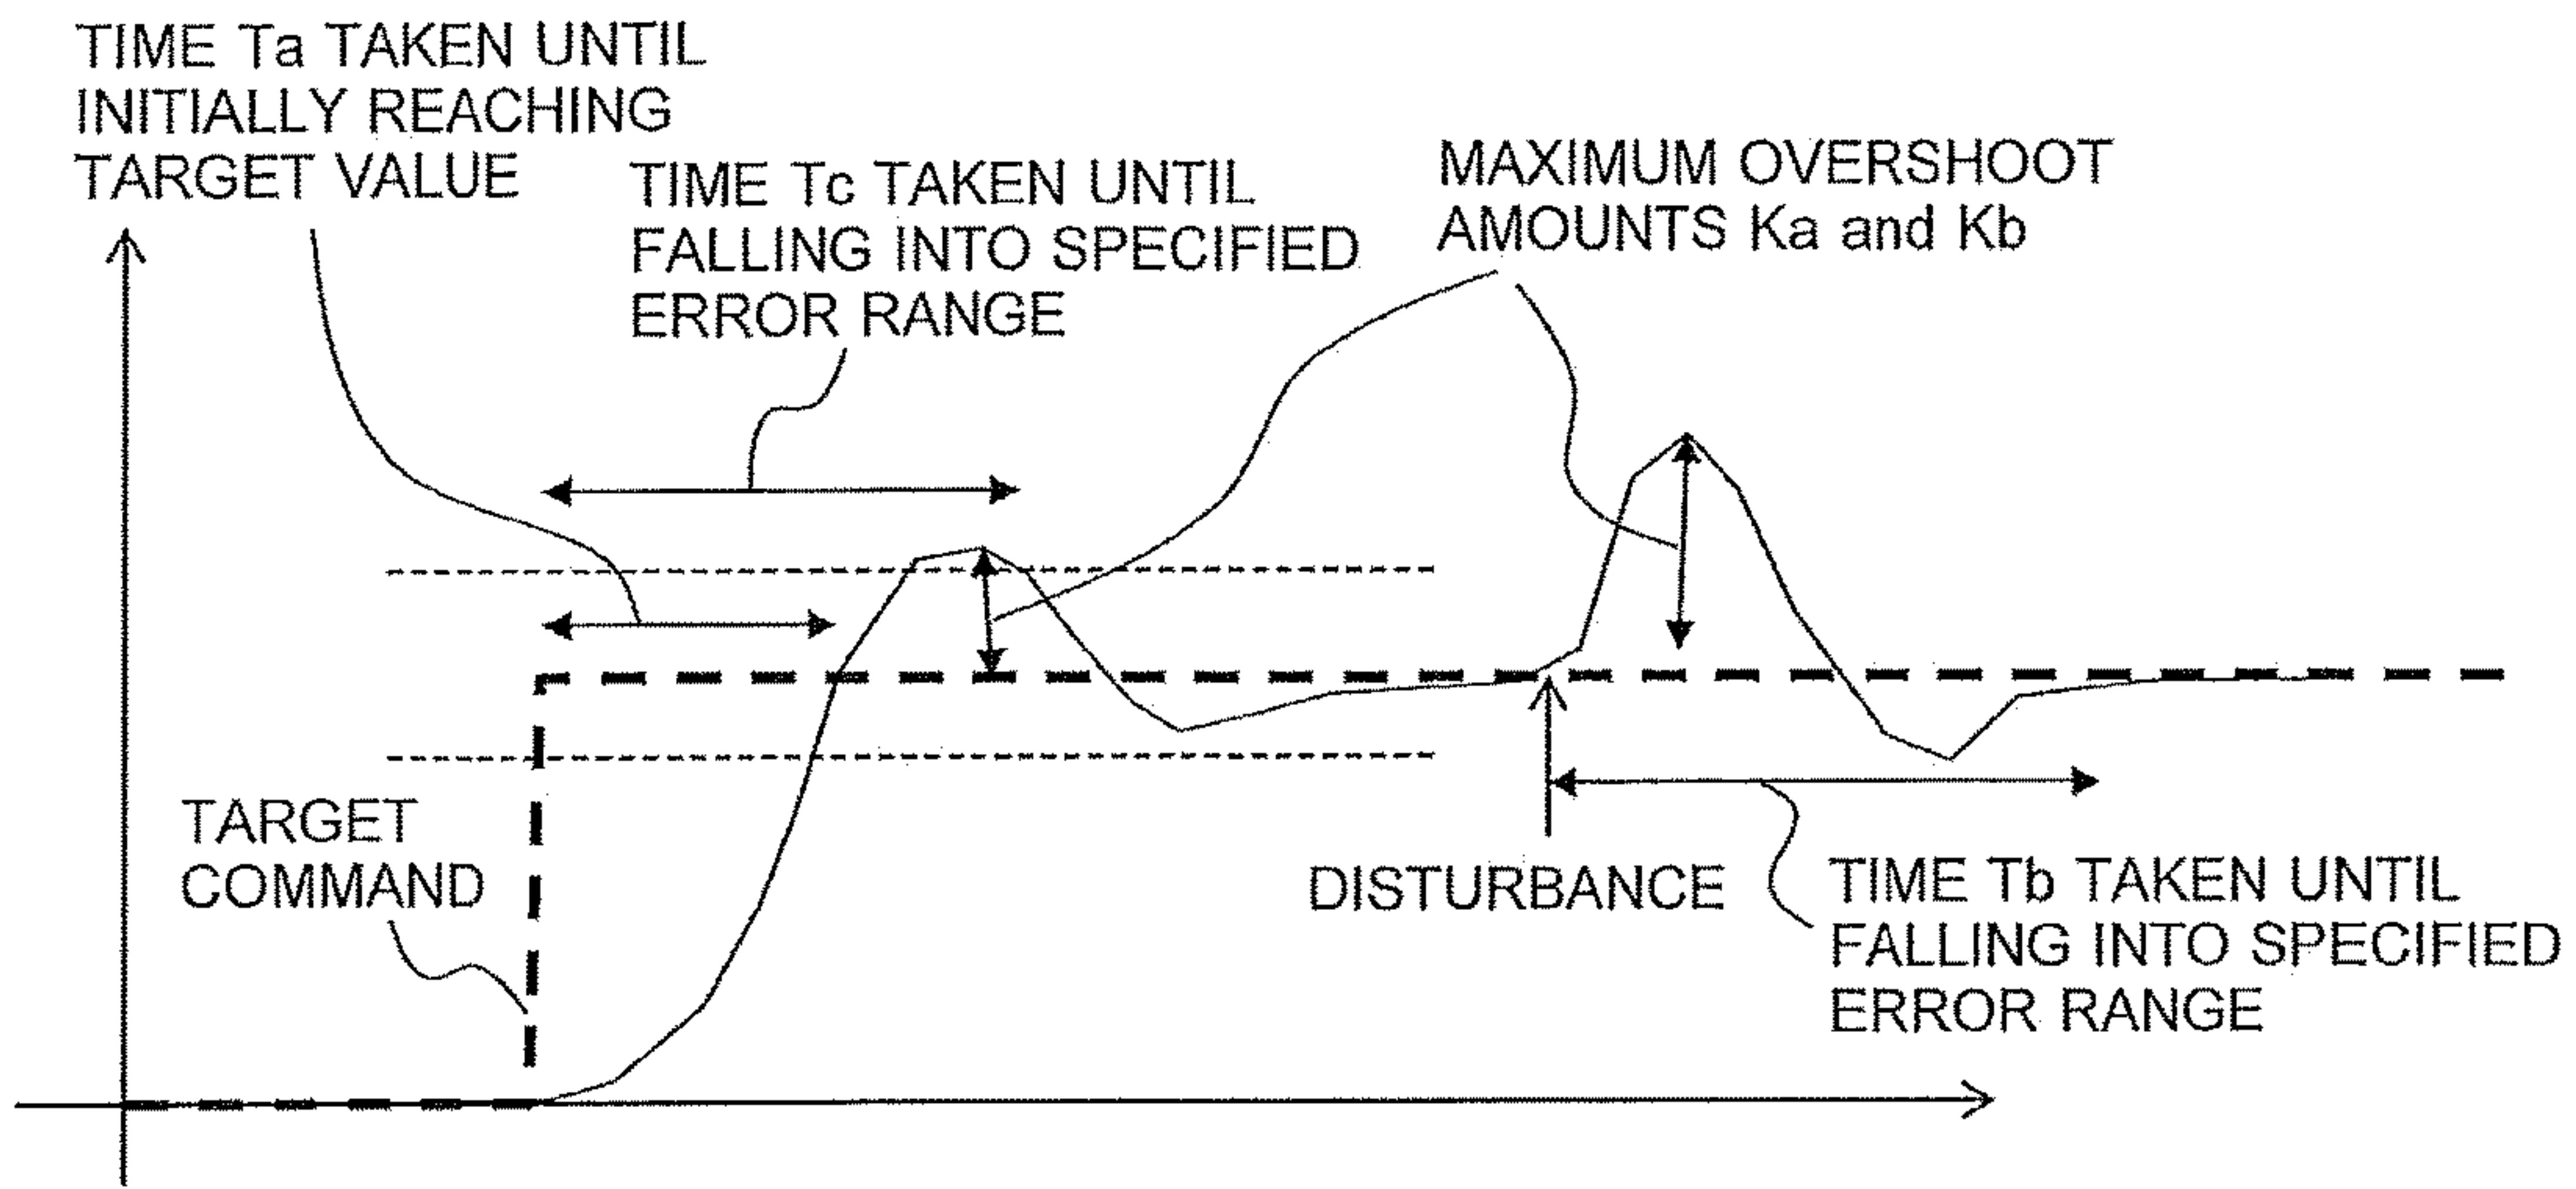 TIME Ta TAKEN UNTIL
INITIALLY REACHING
TARGET VALUE
TIME Tc TAKEN UNTIL
FALLING INTO SPECIFIED
ERROR RANGE
MAXIMUM OVERSHOOT
AMOUNTS Ka and Kb
TARGET
COMMAND
DISTURBANCE
TIME Tb TAKEN UNTIL
FALLING INTO SPECIFIED
ERROR RANGE